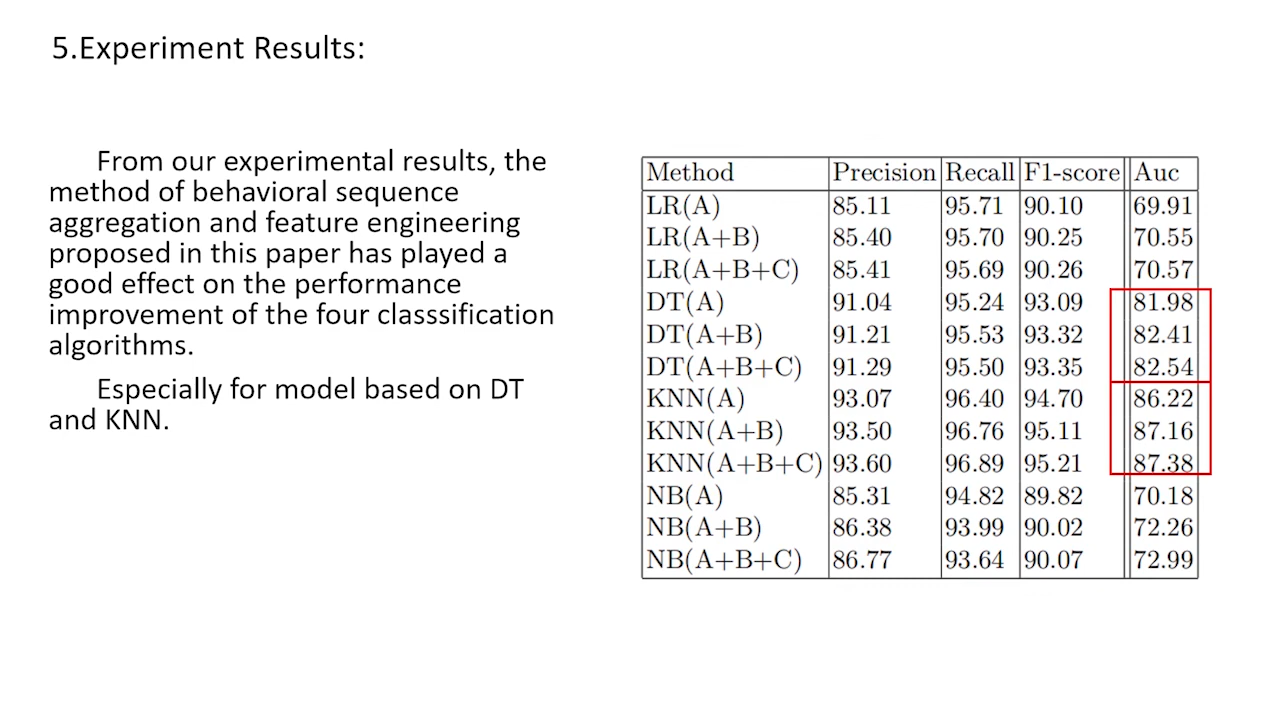 5.Experiment Results:
From our experimental results, the
method of behavioral sequence
aggregation and feature engineering
proposed in this paper has played a
good effect on the performance
improvement of the four classsification
algorithms.
Especially for model based on DT
and KNN.
Method Precision Recall F1-score Auc
LR(A) 85.11 95.71 90.10 69.91
LR(A+B) 85.40 95.70 90.25 70.55
LR(A+B+C) 85.41 95.69 90.26 70.57
DT(A) 91.04 95.24 93.09 81.98
DT(A+B) 91.21 95.53 93.32 82.41
DT(A+B+C) 91.29 95.50 93.35 82.54
KNN(A) 93.07 96.40 94.70 86.22
KNN(A+B) 93.50 96.76 95.11 87.16
KNN(A+B+C) 93.60 96.89 95.21 87.38
NB(A) 85.31 94.82 89.82 70.18
NB(A+B) 86.38 93.99 90.02 72.26
NB(A+B+C) 86.77 93.64 90.07 72.99